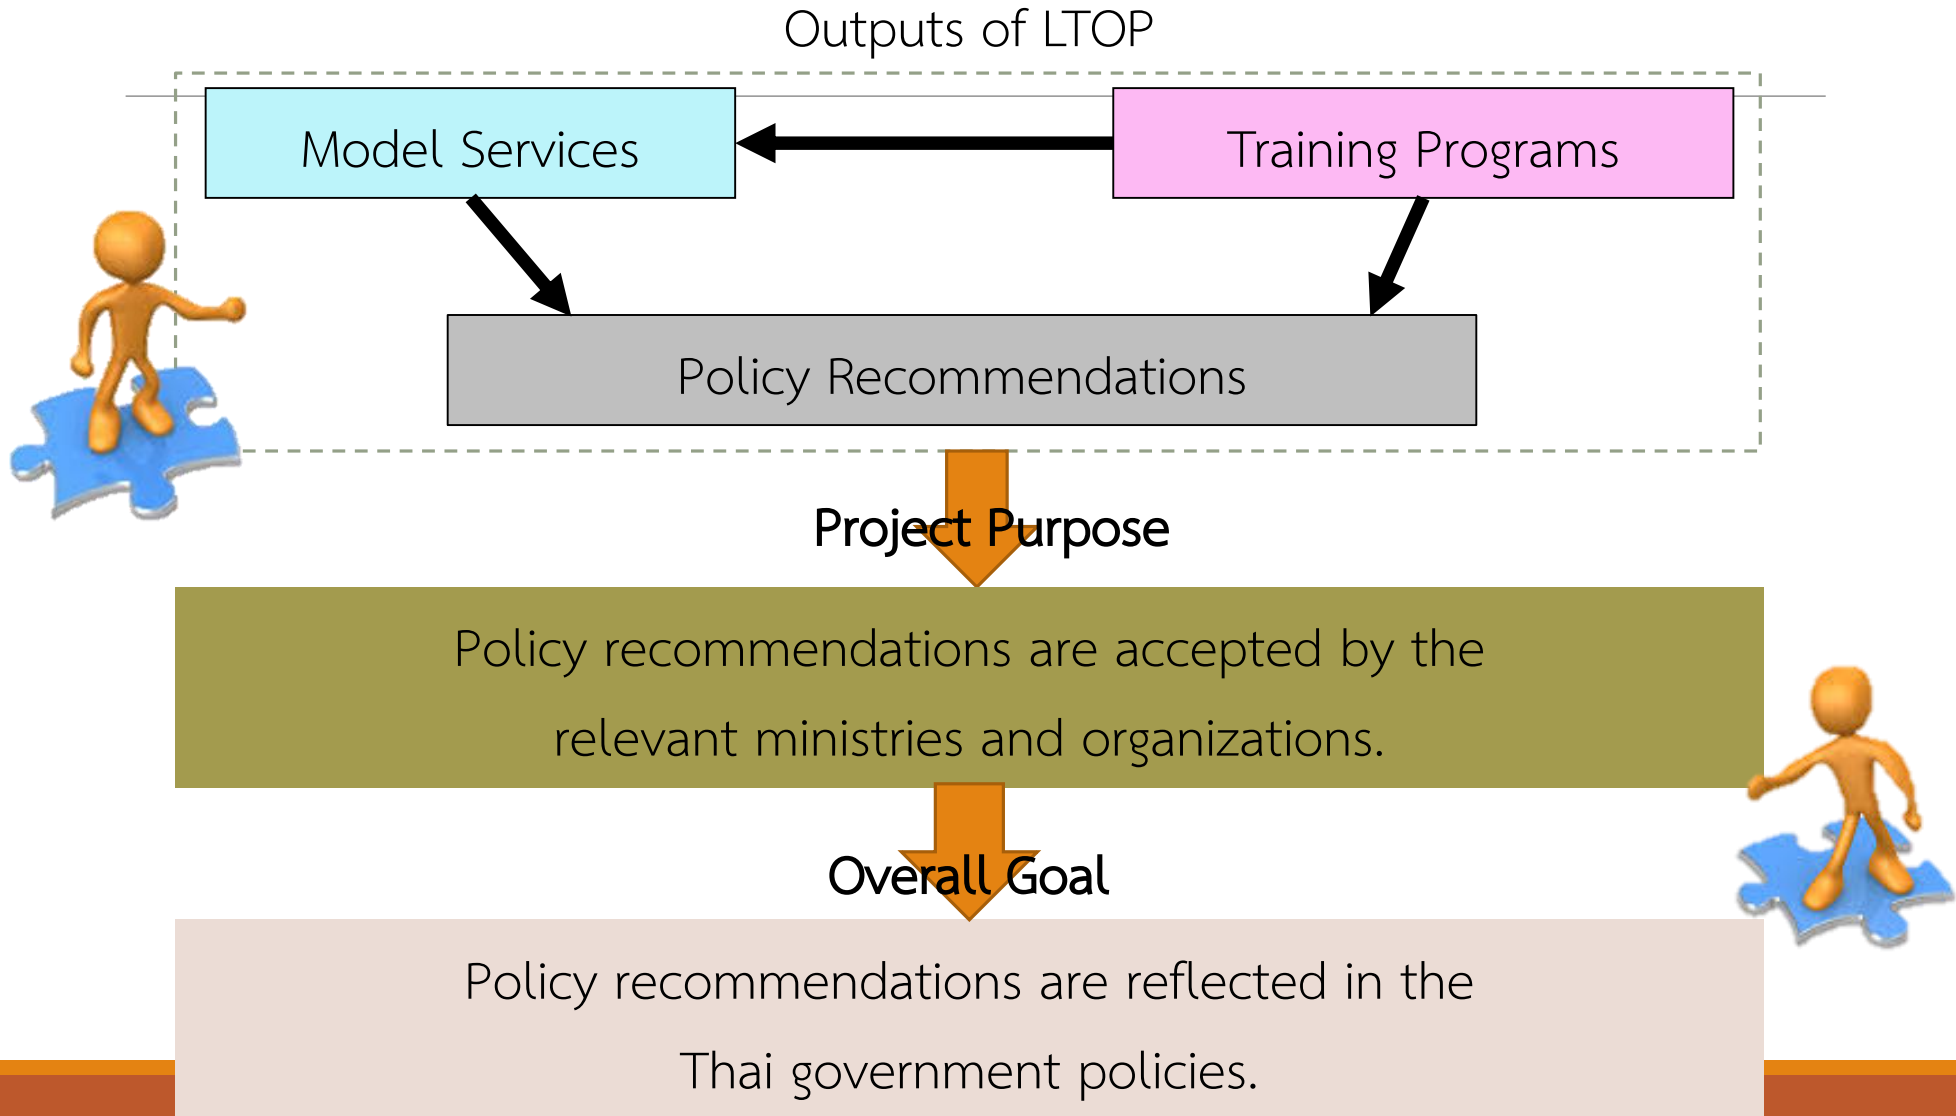 Outputs of LTOP
Model Services
Training Programs
Policy Recommendations
Project Purpose
Policy recommendations are accepted by the
relevant ministries and organizations.
Overall Goal
Policy recommendations are reflected in the
Thai government policies.